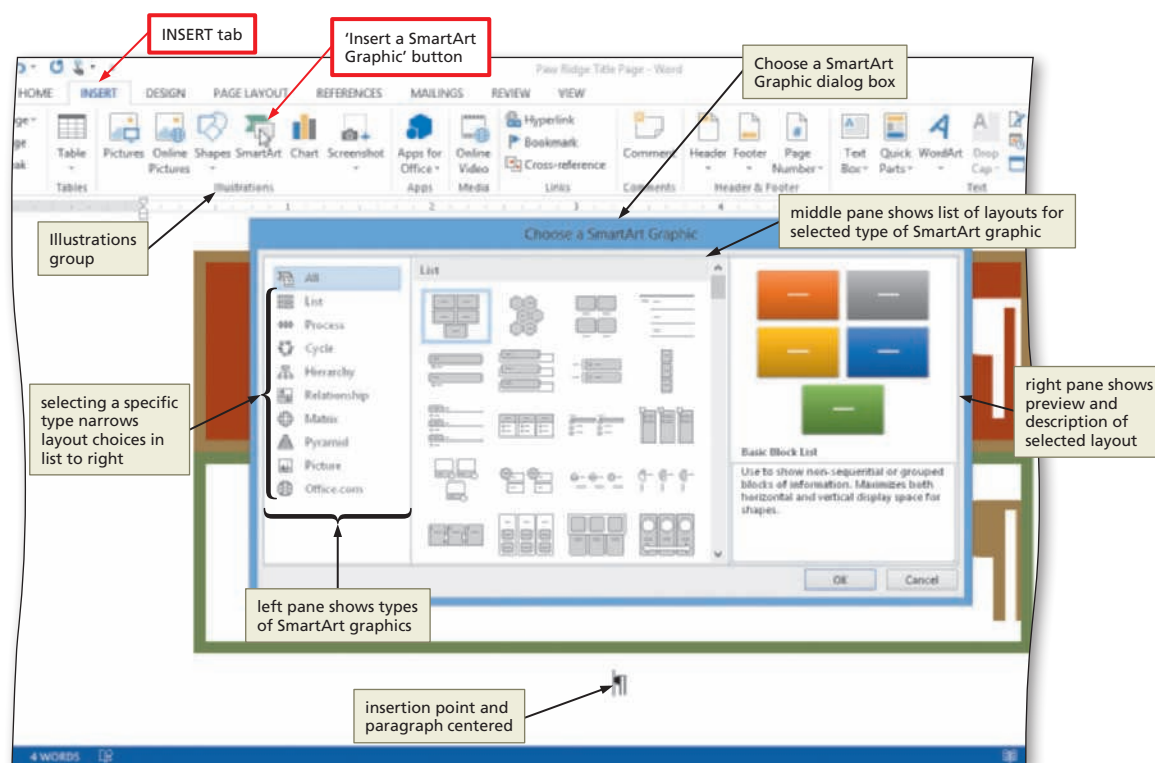 INSERT tab
'Insert a SmartArt
Graphic' button
Choose a SmartArt
Graphic dialog box
Paw Ridge Title Page - Word
HOME INSERT DESIGN PAGE LAYOUT REFERENCES MAILINGS REVIEW VIEW
Table
Pictures
Online
Pictures
Shapes
SmartArt
Chart
Screenshot
Apps for
Office
Online
Video
Hyperlink
Bookmark
Cross-reference
Comment
Header
Footer
Page
Number
Text
Box
Quick
Parts
WordArt
Drop
Cap
Tables Illustrations Apps Media Links Comments Header & Footer Text
1 2 3 4
Illustrations
group
middle pane shows list of layouts for
selected type of SmartArt graphic
Choose a SmartArt Graphic
All
List
Process
Cycle
Hierarchy
Relationship
Matrix
Pyramid
Picture
Office.com
List
Basic Block List
Use to show non-sequential or grouped
blocks of information. Maximizes both
horizontal and vertical display space for
shapes.
OK Cancel
selecting a specific
type narrows
layout choices in
list to right
right pane shows
preview and
description of
selected layout
left pane shows types
of SmartArt graphics
¶
insertion point and
paragraph centered
4 WORDS